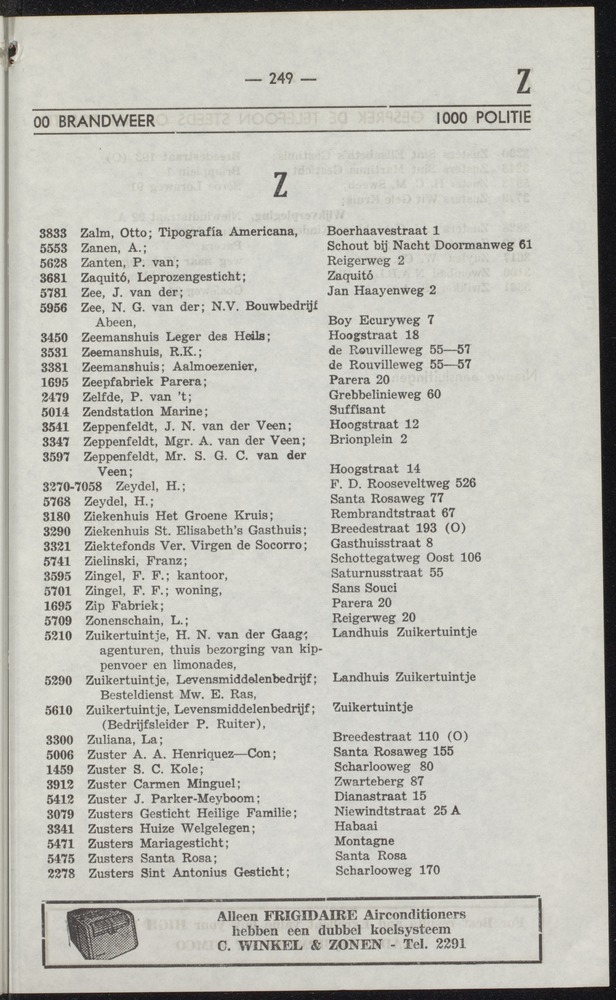 — 249 —
Z
00 BRANDWEER 1000 POLITIE
Z
3833 Zalm, Otto; Tipografía Americana, Boerhaavestraat 1
5553 Zanen, A.; Schout bij Nacht Doormanweg 61
5628 Zanten, P. van; Reigerweg 2
3681 Zaquitó, Leprozengesticht; Zaquitó
5781 Zee, J. van der; Jan Haayenweg 2
5956 Zee, N. G. van der; N.V. Bouwbedrijf
Abeen, Boy Ecuryweg 7
3450 Zeemanshuis Leger des Heils; Hoogstraat 18
3531 Zeemanshuis, R.K.; de Rouvilleweg 55—57
3381 Zeemanshuis; Aalmoezenier, de Rouvilleweg 55—57
1695 Zeepfabriek Parera; Parera 20
2479 Zelfde, P. van 't; Grebbelinieweg 60
5014 Zendstation Marine; Suffisant
3541 Zeppenfeldt, J. N. van der Veen; Hoogstraat 12
3347 Zeppenfeldt, Mgr. A. van der Veen; Brionplein 2
3597 Zeppenfeldt, Mr. S. G. C. van der
Veen; Hoogstraat 14
3270-7058 Zeydel, H.; F. D. Rooseveltweg 526
5768 Zeydel, H.; Santa Rosaweg 77
3180 Ziekenhuis Het Groene Kruis; Rembrandtstraat 67
3290 Ziekenhuis St. Elisabeth's Gasthuis; Breedestraat 193 (O)
3321 Ziektefonds Ver. Virgen de Socorro; Gasthuisstraat 8
5741 Zielinski, Franz; Schottegatweg Oost 106
3595 Zingel, F. F.; kantoor, Saturnusstraat 55
5701 Zingel, F. F.; woning, Sans Souci
1695 Zip Fabriek; Parera 20
5709 Zonenschain, L.; Reigerweg 20
5210 Zuikertuintje, H. N. van der Gaag; Landhuis Zuikertuintje
agenturen, thuis bezorging van kip-
penvoer en limonades,
5290 Zuikertuintje, Levensmiddelenbedrijf; Landhuis Zuikertuintje
Besteldienst Mw. E. Ras,
5610 Zuikertuintje, Levensmiddelenbedrijf; Zuikertuintje
(Bedrijfsleider P. Ruiter),
3300 Zuliana, La; Breedestraat 110 (O)
5006 Zuster A. A. Henriquez—Con; Santa Rosaweg 155
1459 Zuster S. C. Kole; Scharlooweg 80
3912 Zuster Carmen Minguel; Zwarteberg 87
5412 Zuster J. Parker-Meyboom; Dianastraat 15
3079 Zusters Gesticht Heilige Familie; Niewindtstraat 25 A
3341 Zusters Huize Welgelegen; Habaai
5471 Zusters Mariagesticht; Montagne
5475 Zusters Santa Rosa; Santa Rosa
2278 Zusters Sint Antonius Gesticht; Scharlooweg 170
Alleen FRIGIDAIRE Airconditioners
hebben een dubbel koelsysteem
C. WINKEL & ZONEN - Tel. 2291